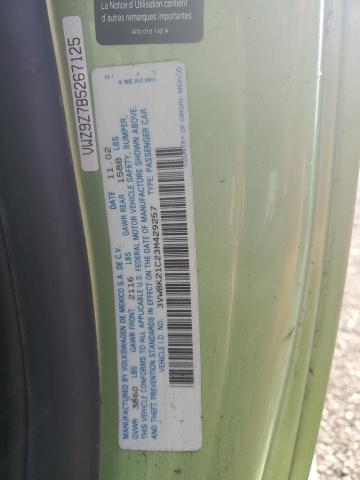 La Notice d'Utilisation contient
d'autres remarques importantes
4D0 010 142 A
VWZ9Z7B5267125
MANUFACTURED BY VOLKSWAGEN DE MEXICO S.A. DE C.V. DATE 11.02
GVWR 3660 LBS GAWR FRONT 2116 LBS GAWR REAR 1588 LBS
THIS VEHICLE CONFORMS TO ALL APPLICABLE U.S. FEDERAL MOTOR VEHICLE SAFETY, BUMPER,
AND THEFT PREVENTION STANDARDS IN EFFECT ON THE DATE OF MANUFACTURE SHOWN ABOVE.
3VWBK21C23M429257 TYPE: PASSENGER CAR
COUNTRY OF ORIGIN: MEXICO